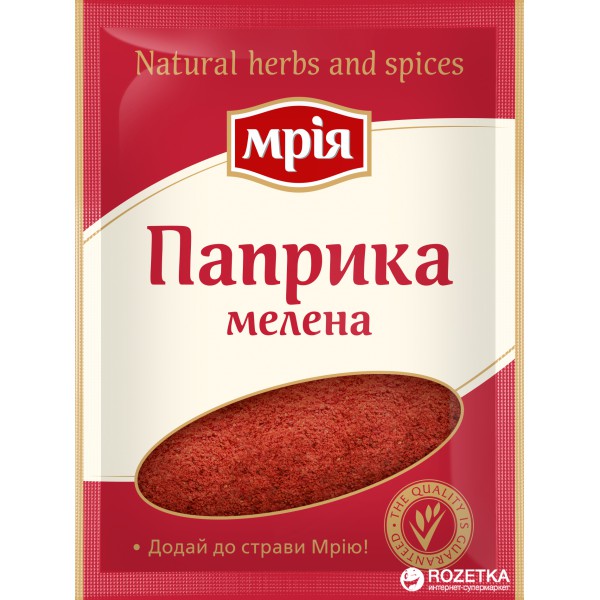 Natural herbs and spices
мрія
Паприка
мелена
• THE QUALITY IS GUARANTEED
• Додай до страви Мрію!
ROZETKA
интернет-супермаркет